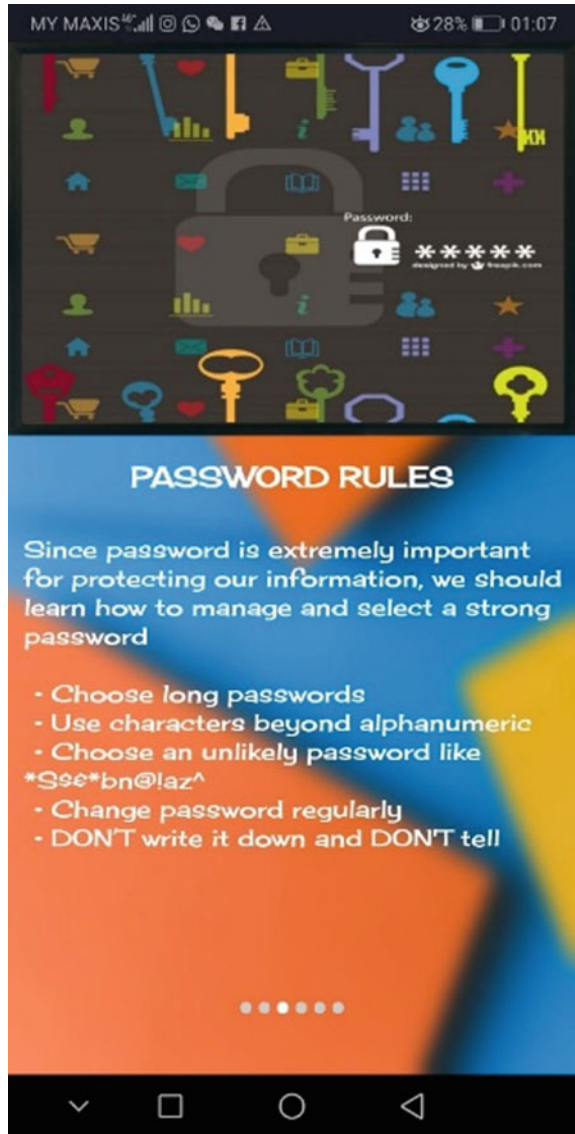 MY MAXIS 28% 01:07
Password:
*****
designed by freepik.com
PASSWORD RULES
Since password is extremely important
for protecting our information, we should
learn how to manage and select a strong
password
- Choose long passwords
- Use characters beyond alphanumeric
- Choose an unlikely password like
*S$€*bn@!az^
- Change password regularly
- DON'T write it down and DON'T tell